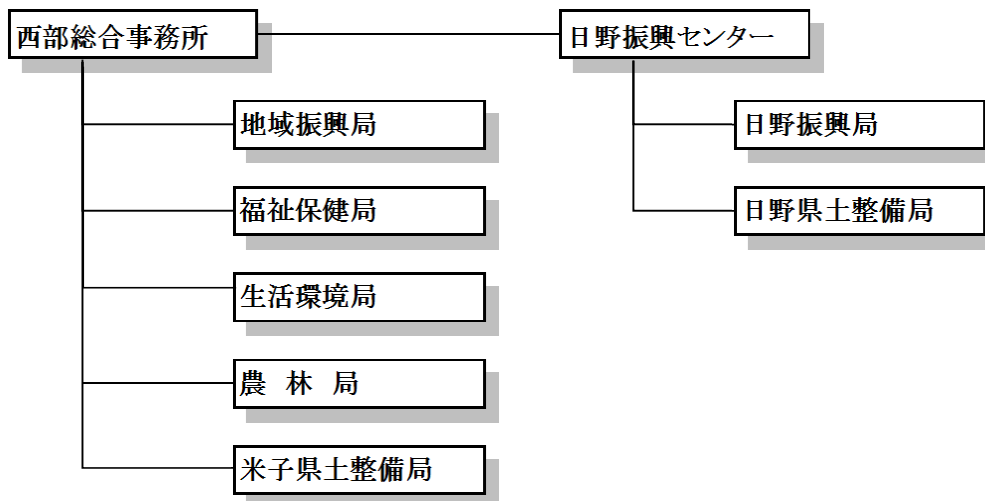 西部総合事務所
日野振興センター
地域振興局
日野振興局
福祉保健局
日野県土整備局
生活環境局
農 林 局
米子県土整備局